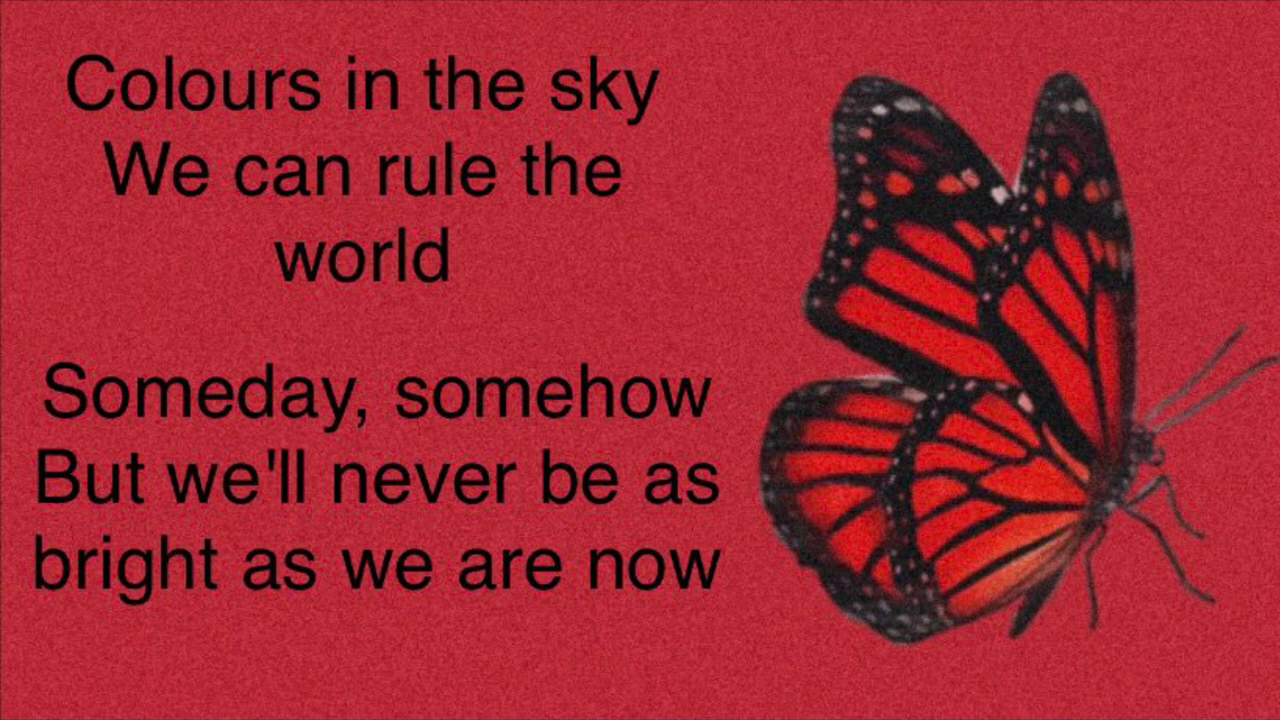 Colours in the sky
We can rule the
world
Someday, somehow
But we'll never be as
bright as we are now